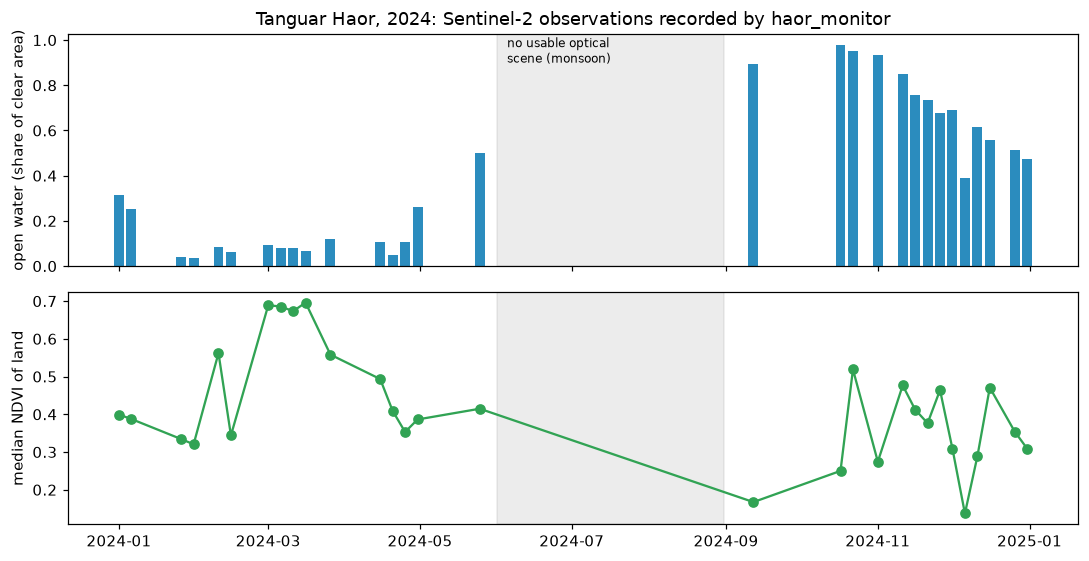 Tanguar Haor, 2024: Sentinel-2 observations recorded by haor_monitor
open water (share of clear area)
1.0
0.8
0.6
0.4
0.2
0.0
no usable optical
scene (monsoon)
median NDVI of land
0.7
0.6
0.5
0.4
0.3
0.2
2024-01 2024-03 2024-05 2024-07 2024-09 2024-11 2025-01